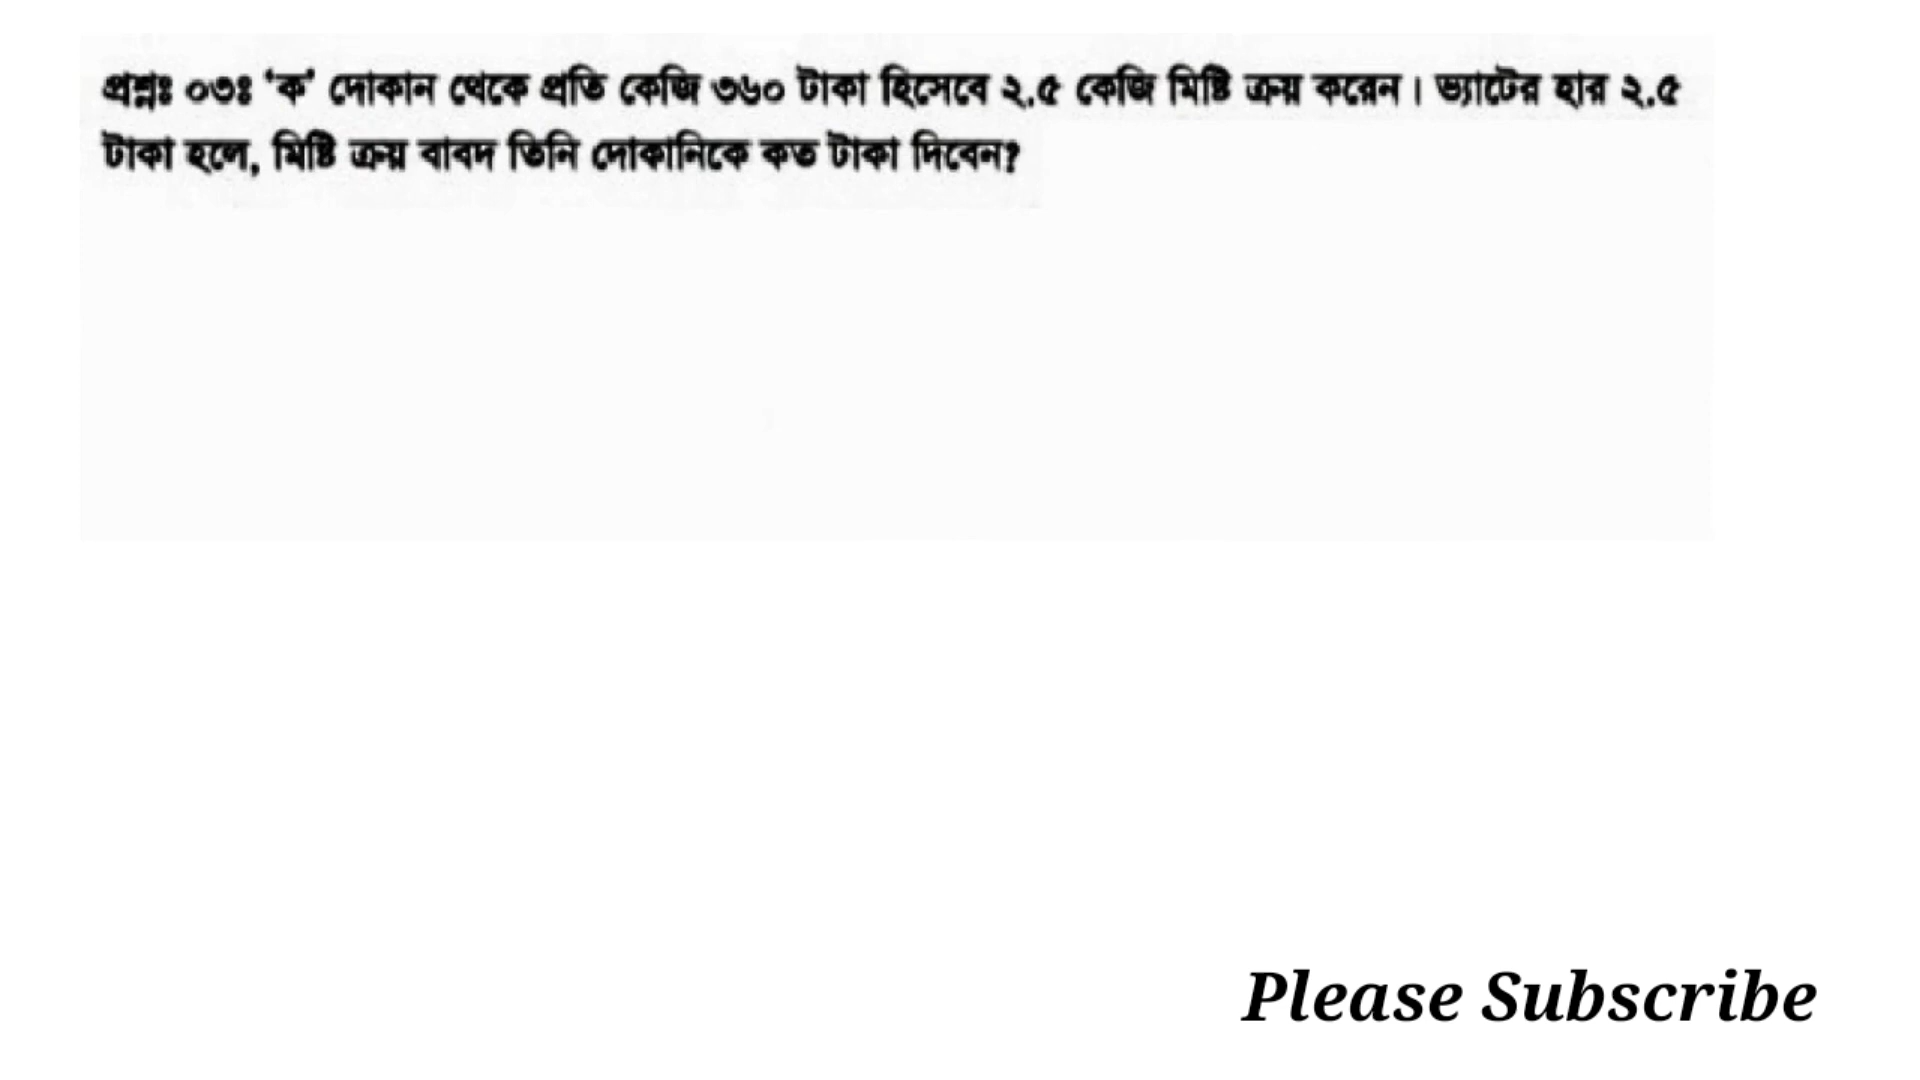 প্রশ্নঃ ০৩ঃ ‘ক’ দোকান থেকে প্রতি কেজি ৩৬০ টাকা হিসেবে ২.৫ কেজি মিষ্টি ক্রয় করেন। ভ্যাটের হার ২.৫
টাকা হলে, মিষ্টি ক্রয় বাবদ তিনি দোকানিকে কত টাকা দিবেন?
Please Subscribe